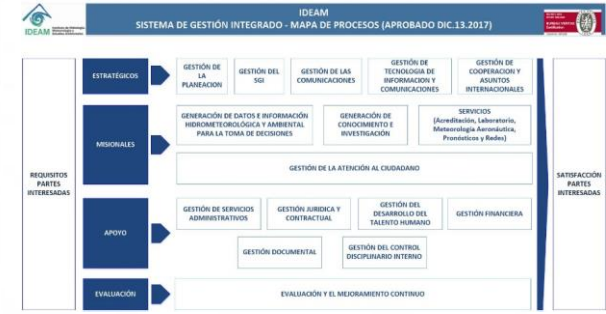 IDEAM
SISTEMA DE GESTIÓN INTEGRADO - MAPA DE PROCESOS (APROBADO DIC.13.2017)
IDEAM
ESTRATÉGICOS
GESTIÓN DE
LA
PLANEACION
GESTIÓN DEL
SGI
GESTIÓN DE LAS
COMUNICACIONES
GESTIÓN DE
TECNOLOGIA DE
INFORMACION Y
COMUNICACIONES
GESTIÓN DE
COOPERACION Y
ASUNTOS
INTERNACIONALES
MISIONALES
GENERACIÓN DE DATOS E INFORMACIÓN
HIDROMETEOROLÓGICA Y AMBIENTAL
PARA LA TOMA DE DECISIONES
GENERACIÓN DE
CONOCIMIENTO E
INVESTIGACIÓN
SERVICIOS
(Acreditación, Laboratorio,
Meteorología Aeronáutica,
Pronósticos y Redes)
GESTIÓN DE LA ATENCIÓN AL CIUDADANO
REQUISITOS
PARTES
INTERESADAS
SATISFACCIÓN
PARTES
INTERESADAS
APOYO
GESTIÓN DE SERVICIOS
ADMINISTRATIVOS
GESTIÓN JURIDICA Y
CONTRACTUAL
GESTIÓN DEL
DESARROLLO DEL
TALENTO HUMANO
GESTIÓN FINANCIERA
GESTIÓN DOCUMENTAL
GESTIÓN DEL CONTROL
DISCIPLINARIO INTERNO
EVALUACIÓN
EVALUACIÓN Y EL MEJORAMIENTO CONTINUO